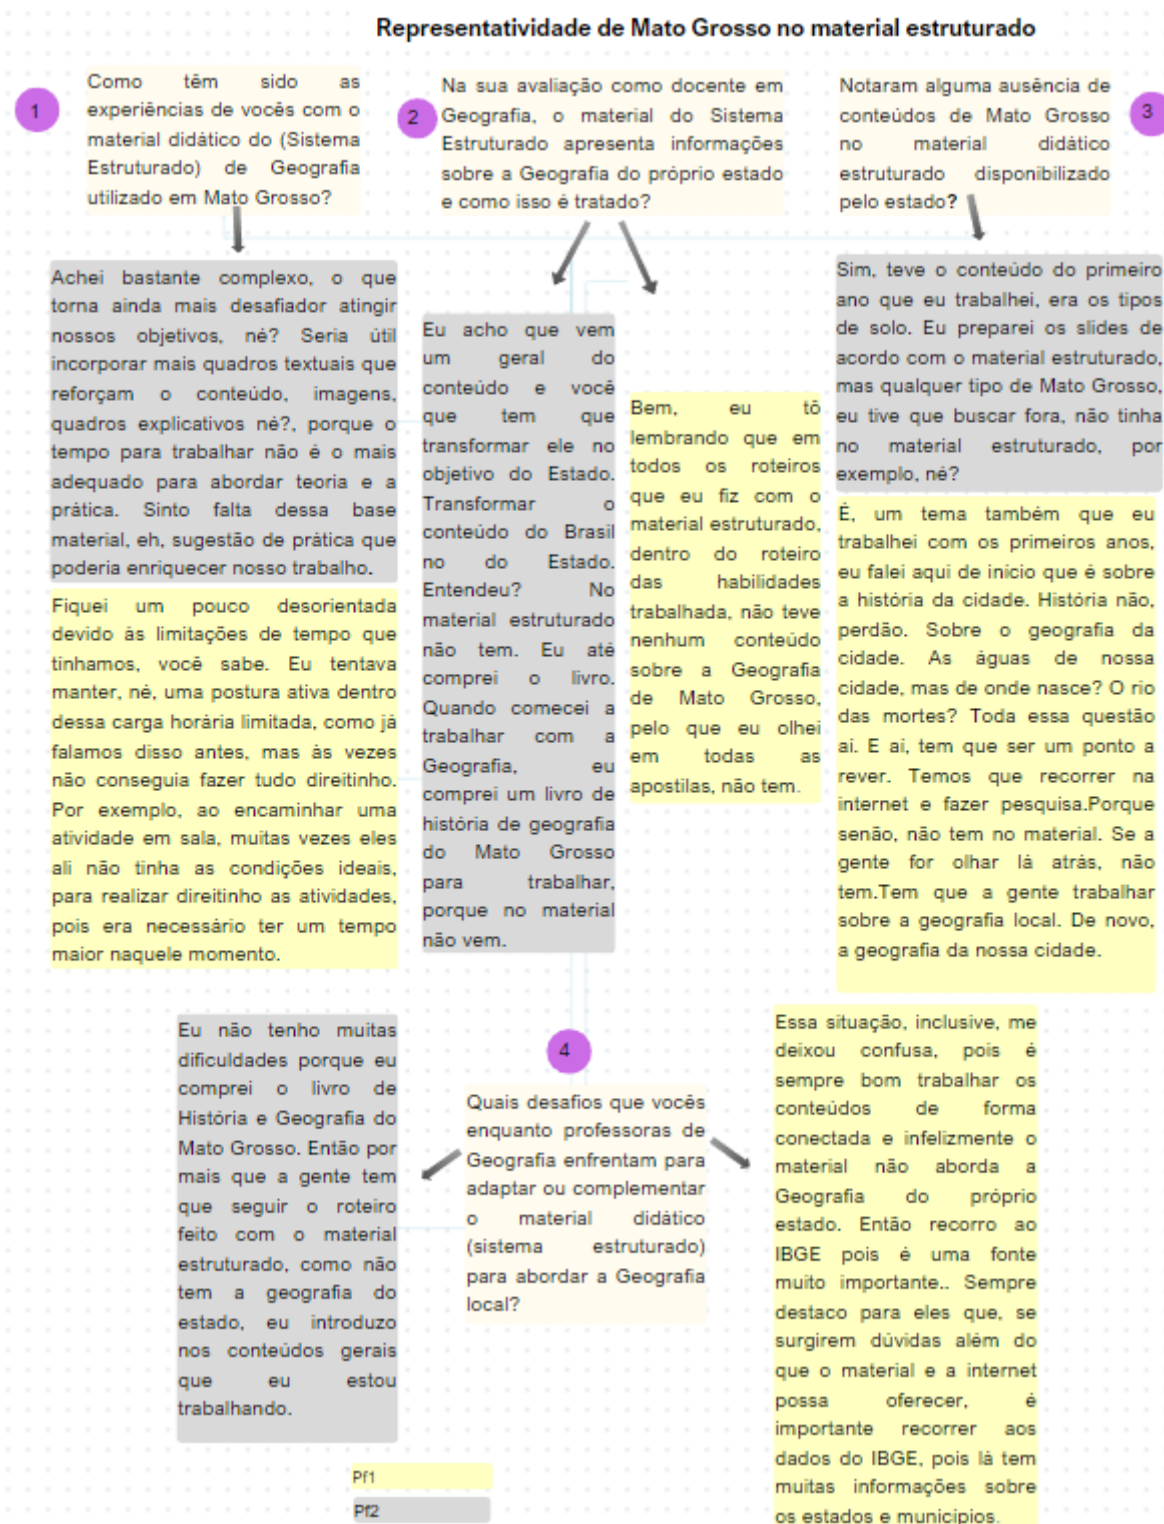 Representatividade de Mato Grosso no material estruturado
1
Como têm sido as
experiências de vocês com o
material didático do (Sistema
Estruturado) de Geografia
utilizado em Mato Grosso?
2
Na sua avaliação como docente em
Geografia, o material do Sistema
Estruturado apresenta informações
sobre a Geografia do próprio estado
e como isso é tratado?
Notaram alguma ausência de
conteúdos de Mato Grosso
no material didático
estruturado disponibilizado
pelo estado?
3
Achei bastante complexo, o que
torna ainda mais desafiador atingir
nossos objetivos, né? Seria útil
incorporar mais quadros textuais que
reforçam o conteúdo, imagens,
quadros explicativos né?, porque o
tempo para trabalhar não é o mais
adequado para abordar teoria e a
prática. Sinto falta dessa base
material, eh, sugestão de prática que
poderia enriquecer nosso trabalho.
Fiquei um pouco desorientada
devido às limitações de tempo que
tínhamos, você sabe. Eu tentava
manter, né, uma postura ativa dentro
dessa carga horária limitada, como já
falamos disso antes, mas às vezes
não conseguia fazer tudo direitinho.
Por exemplo, ao encaminhar uma
atividade em sala, muitas vezes eles
ali não tinha as condições ideais,
para realizar direitinho as atividades,
pois era necessário ter um tempo
maior naquele momento.
Eu acho que vem
um geral do
conteúdo e você
que tem que
transformar ele no
objetivo do Estado.
Transformar o
conteúdo do Brasil
no do Estado.
Entendeu? No
material estruturado
não tem. Eu até
comprei o livro.
Quando comecei a
trabalhar com a
Geografia, eu
comprei um livro de
história de geografia
do Mato Grosso
para trabalhar,
porque no material
não vem.
Bem, eu tô
lembrando que em
todos os roteiros
que eu fiz com o
material estruturado,
dentro do roteiro
das habilidades
trabalhada, não teve
nenhum conteúdo
sobre a Geografia
de Mato Grosso,
pelo que eu olhei
em todas as
apostilas, não tem.
Sim, teve o conteúdo do primeiro
ano que eu trabalhei, era os tipos
de solo. Eu preparei os slides de
acordo com o material estruturado,
mas qualquer tipo de Mato Grosso,
eu tive que buscar fora, não tinha
no material estruturado, por
exemplo, né?
É, um tema também que eu
trabalhei com os primeiros anos,
eu falei aqui de início que é sobre
a história da cidade. História não,
perdão. Sobre o geografia da
cidade. As águas de nossa
cidade, mas de onde nasce? O rio
das mortes? Toda essa questão
ai. E ai, tem que ser um ponto a
rever. Temos que recorrer na
internet e fazer pesquisa.Porque
senão, não tem no material. Se a
gente for olhar lá atrás, não
tem.Tem que a gente trabalhar
sobre a geografia local. De novo,
a geografia da nossa cidade.
Eu não tenho muitas
dificuldades porque eu
comprei o livro de
História e Geografia do
Mato Grosso. Então por
mais que a gente tem
que seguir o roteiro
feito com o material
estruturado, como não
tem a geografia do
estado, eu introduzo
nos conteúdos gerais
que eu estou
trabalhando.
4
Quais desafios que vocês
enquanto professoras de
Geografia enfrentam para
adaptar ou complementar
o material didático
(sistema estruturado)
para abordar a Geografia
local?
Essa situação, inclusive, me
deixou confusa, pois é
sempre bom trabalhar os
conteúdos de forma
conectada e infelizmente o
material não aborda a
Geografia do próprio
estado. Então recorro ao
IBGE pois é uma fonte
muito importante.. Sempre
destaco para eles que, se
surgirem dúvidas além do
que o material e a internet
possa oferecer, é
importante recorrer aos
dados do IBGE, pois lá tem
muitas informações sobre
os estados e municípios.
Pf1
Pf2